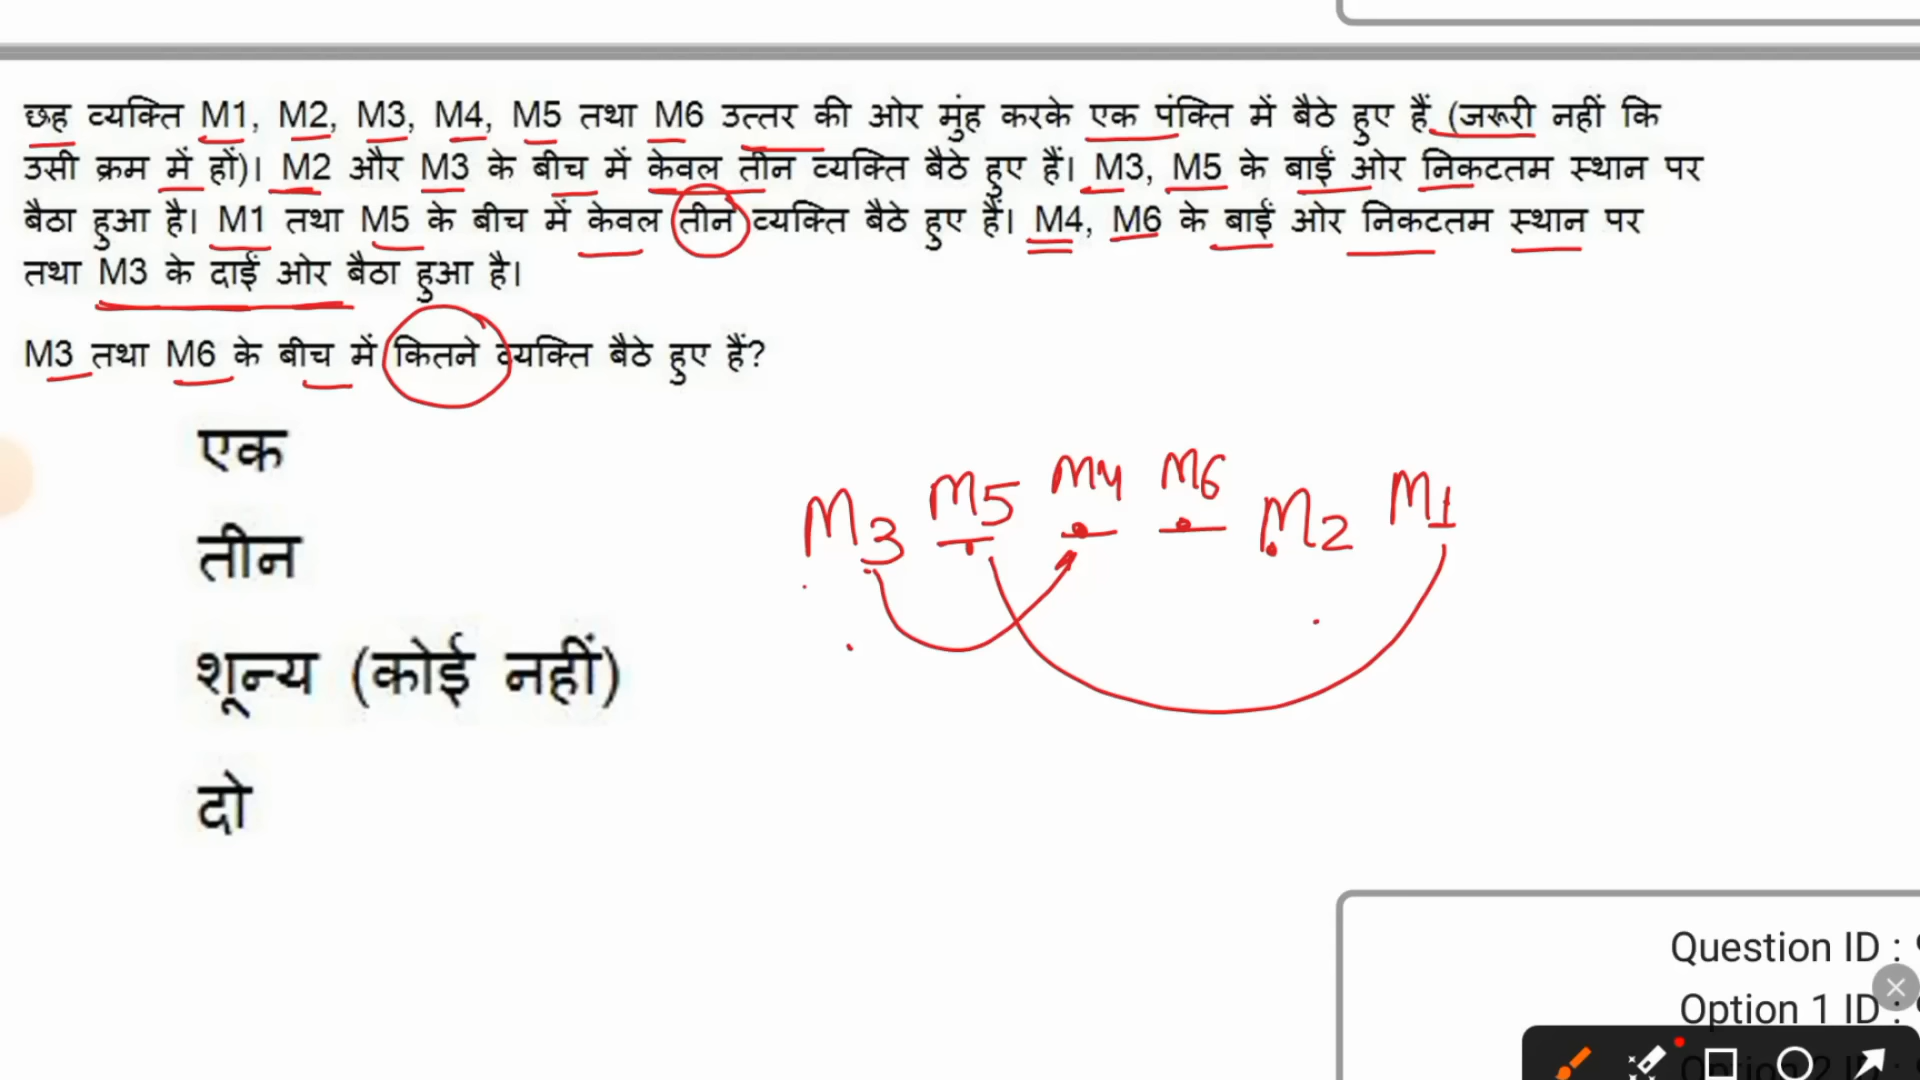 छह व्यक्ति M1, M2, M3, M4, M5 तथा M6 उत्तर की ओर मुंह करके एक पंक्ति में बैठे हुए हैं (जरूरी नहीं कि
उसी क्रम में हों)। M2 और M3 के बीच में केवल तीन व्यक्ति बैठे हुए हैं। M3, M5 के बाईं ओर निकटतम स्थान पर
बैठा हुआ है। M1 तथा M5 के बीच में केवल तीन व्यक्ति बैठे हुए हैं। M4, M6 के बाईं ओर निकटतम स्थान पर
तथा M3 के दाईं ओर बैठा हुआ है।
M3 तथा M6 के बीच में कितने व्यक्ति बैठे हुए हैं?
एक
तीन
शून्य (कोई नहीं)
दो
M3 M5 M4 M6 M2 M1
Question ID :
Option 1 ID :
Option 2 ID :